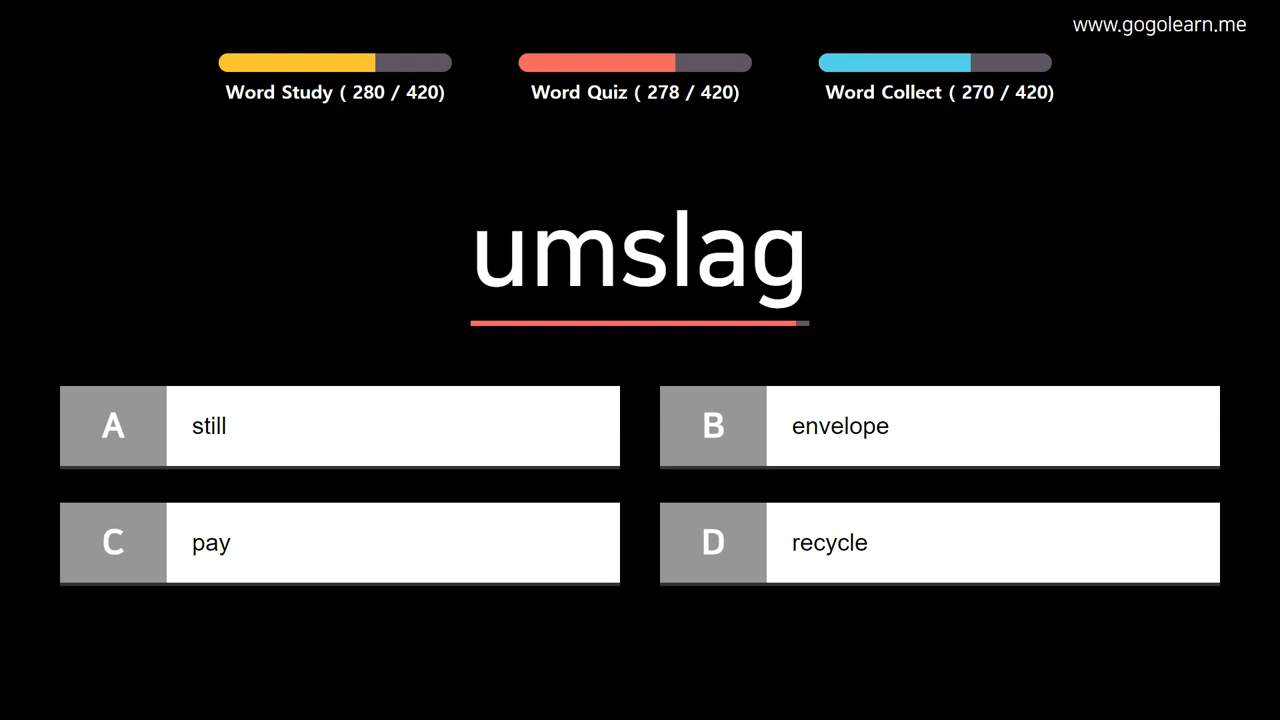 www.gogolearn.me
Word Study ( 280 / 420)
Word Quiz ( 278 / 420)
Word Collect ( 270 / 420)
umslag
A still
B envelope
C pay
D recycle